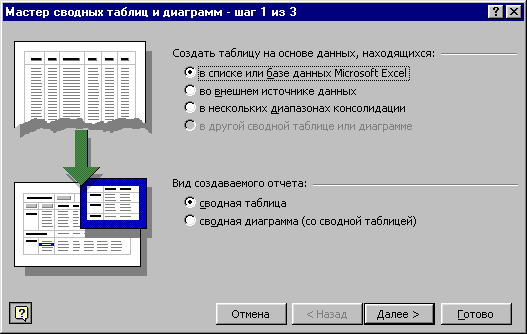 Мастер сводных таблиц и диаграмм - шаг 1 из 3
Создать таблицу на основе данных, находящихся:
в списке или базе данных Microsoft Excel
во внешнем источнике данных
в нескольких диапазонах консолидации
в другой сводной таблице или диаграмме
Вид создаваемого отчета:
сводная таблица
сводная диаграмма (со сводной таблицей)
Отмена < Назад Далее > Готово